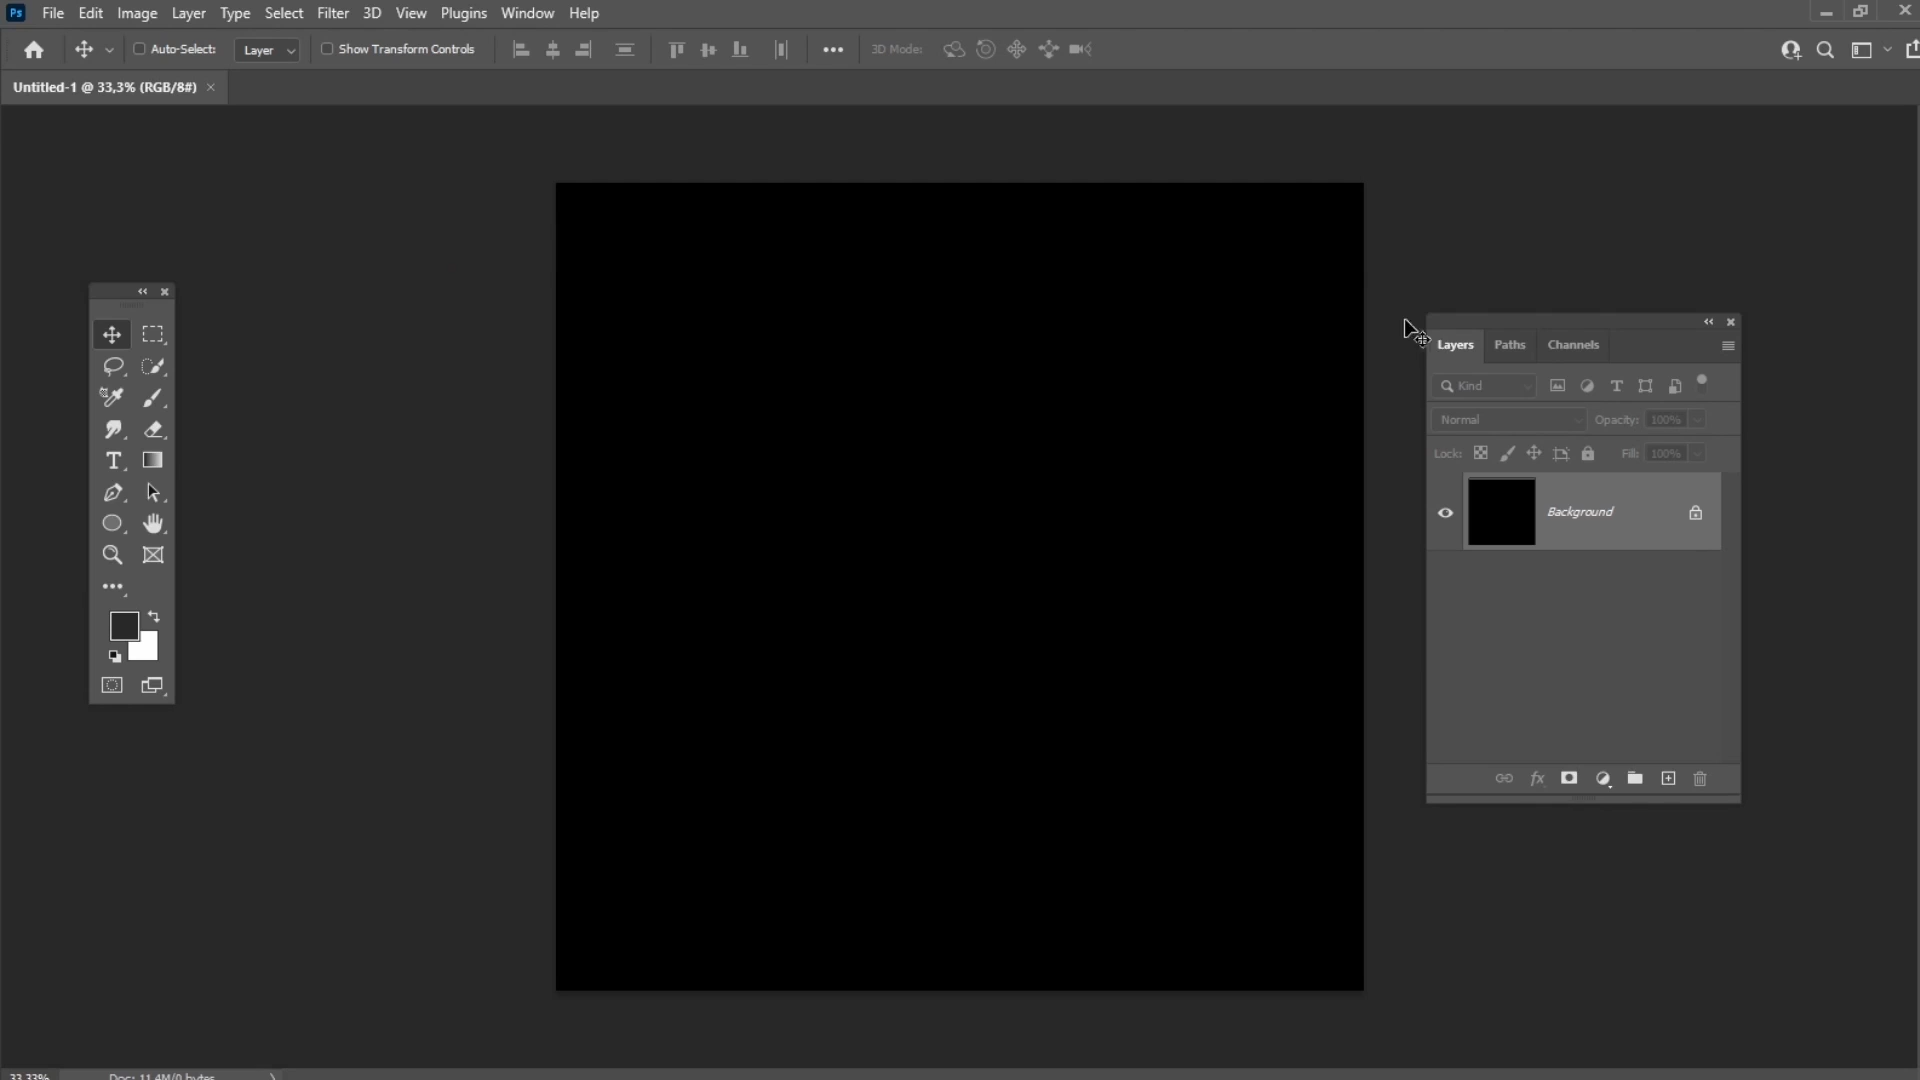 Ps File Edit Image Layer Type Select Filter 3D View Plugins Window Help
Auto-Select: Layer Show Transform Controls 3D Mode:
Untitled-1 @ 33,3% (RGB/8#)
Layers Paths Channels
Kind
Normal Opacity: 100%
Lock: Fill: 100%
Background
fx
33,33% Doc: 11,4M/0 bytes